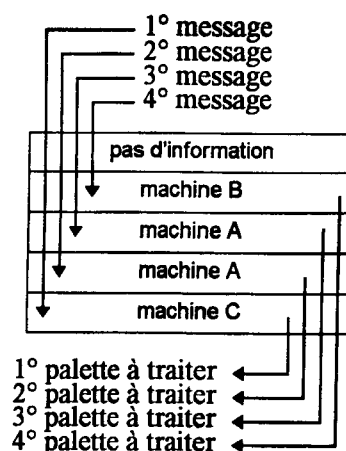 1° message
2° message
3° message
4° message
pas d'information
machine B
machine A
machine A
machine C
1° palette à traiter
2° palette à traiter
3° palette à traiter
4° palette à traiter